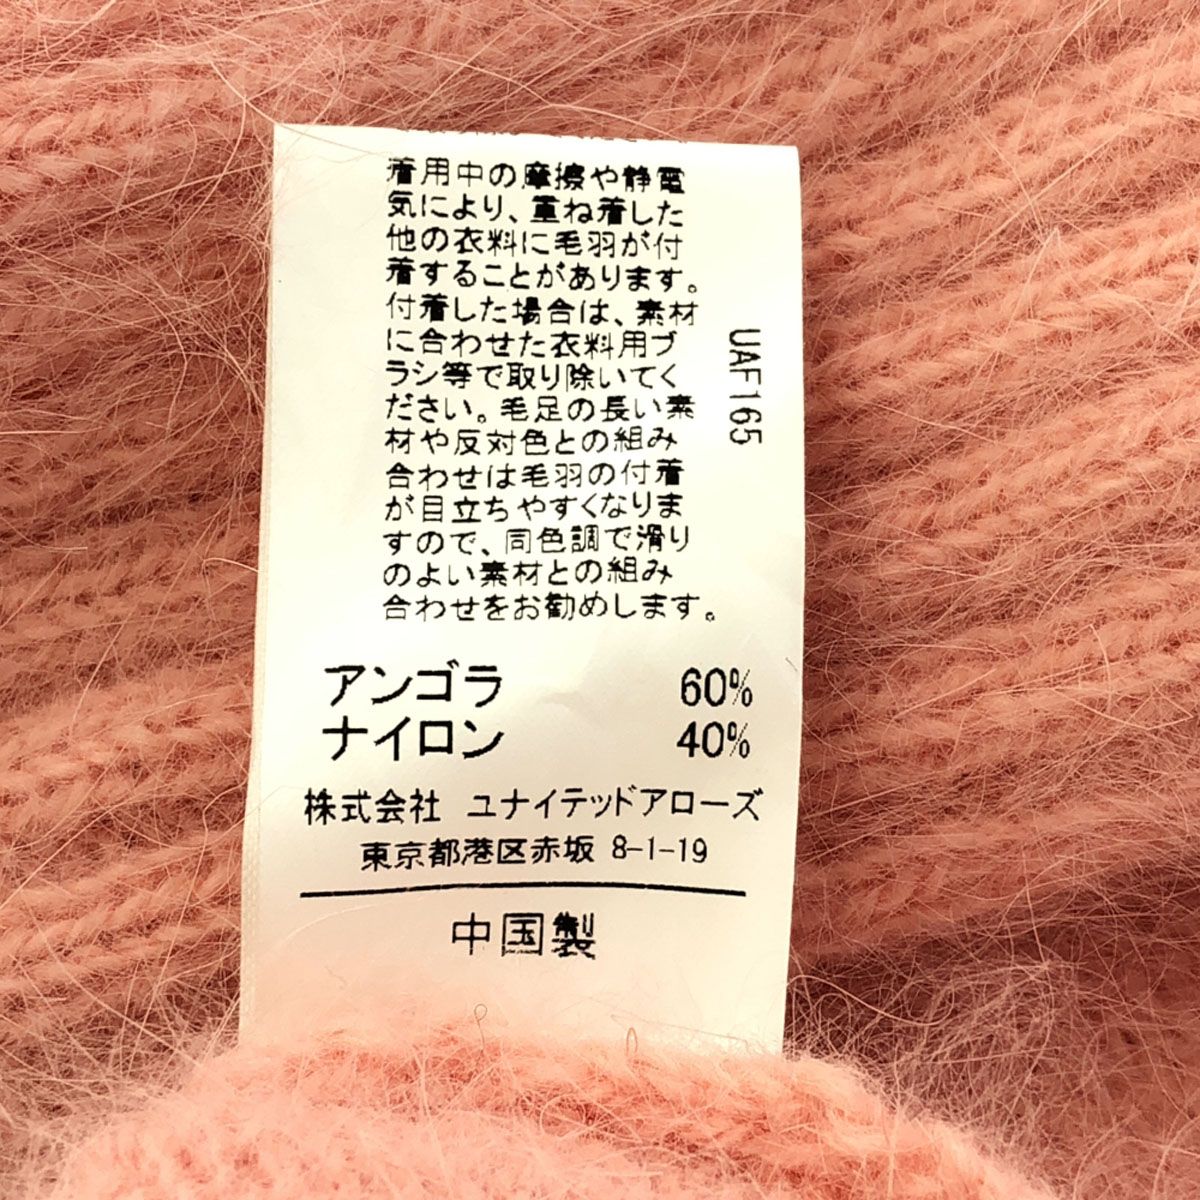 着用中の摩擦や静電
気により、重ね着した
他の衣料に毛羽が付
着することがあります。
付着した場合は、素材
に合わせた衣料用ブ
ラシ等で取り除いてく
ださい。毛足の長い素
材や反対色との組み
合わせは毛羽の付着
が目立ちやすくなりま
すので、同色調で滑り
のよい素材との組み
合わせをお勧めします。
UAF165
アンゴラ 60%
ナイロン 40%
株式会社 ユナイテッドアローズ
東京都港区赤坂 8-1-19
中国製